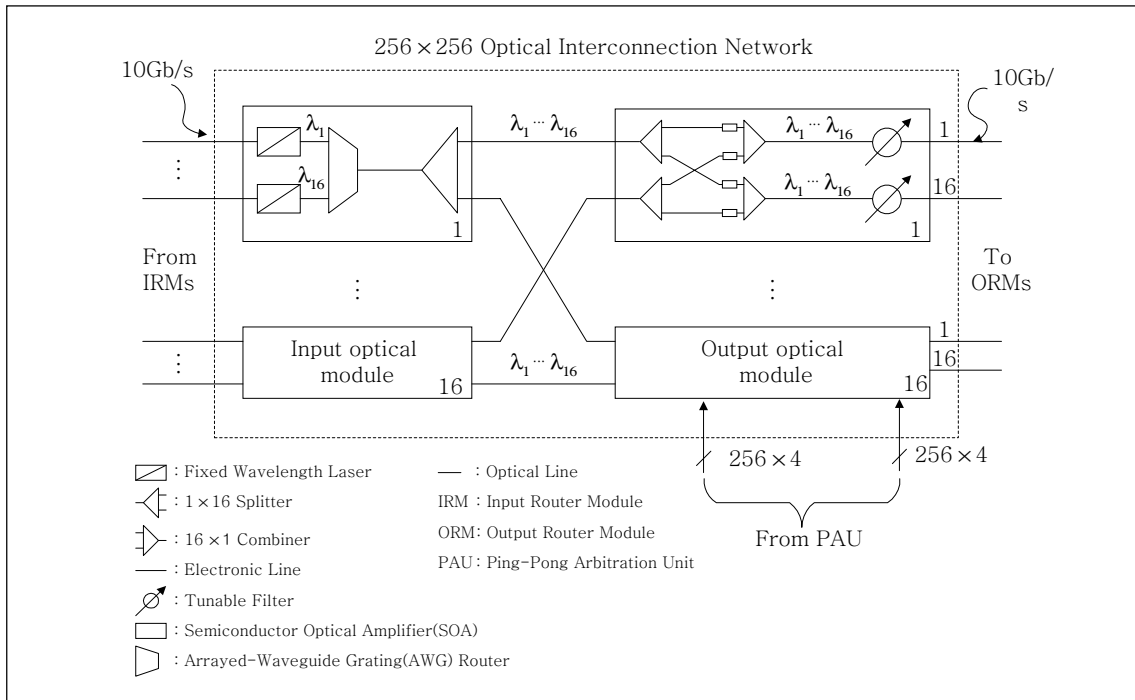 256×256 Optical Interconnection Network
10Gb/s
10Gb/
s
λ1
λ16
1
λ1 ··· λ16
λ1 ··· λ16
λ1 ··· λ16
1
16
1
From
IRMs
To
ORMs
⋮
Input optical
module
16
λ1 ··· λ16
Output optical
module
16
1
16
256×4
256×4
From PAU
: Fixed Wavelength Laser
: 1×16 Splitter
: 16×1 Combiner
: Electronic Line
: Tunable Filter
: Semiconductor Optical Amplifier(SOA)
: Arrayed-Waveguide Grating(AWG) Router
: Optical Line
IRM : Input Router Module
ORM: Output Router Module
PAU: Ping-Pong Arbitration Unit